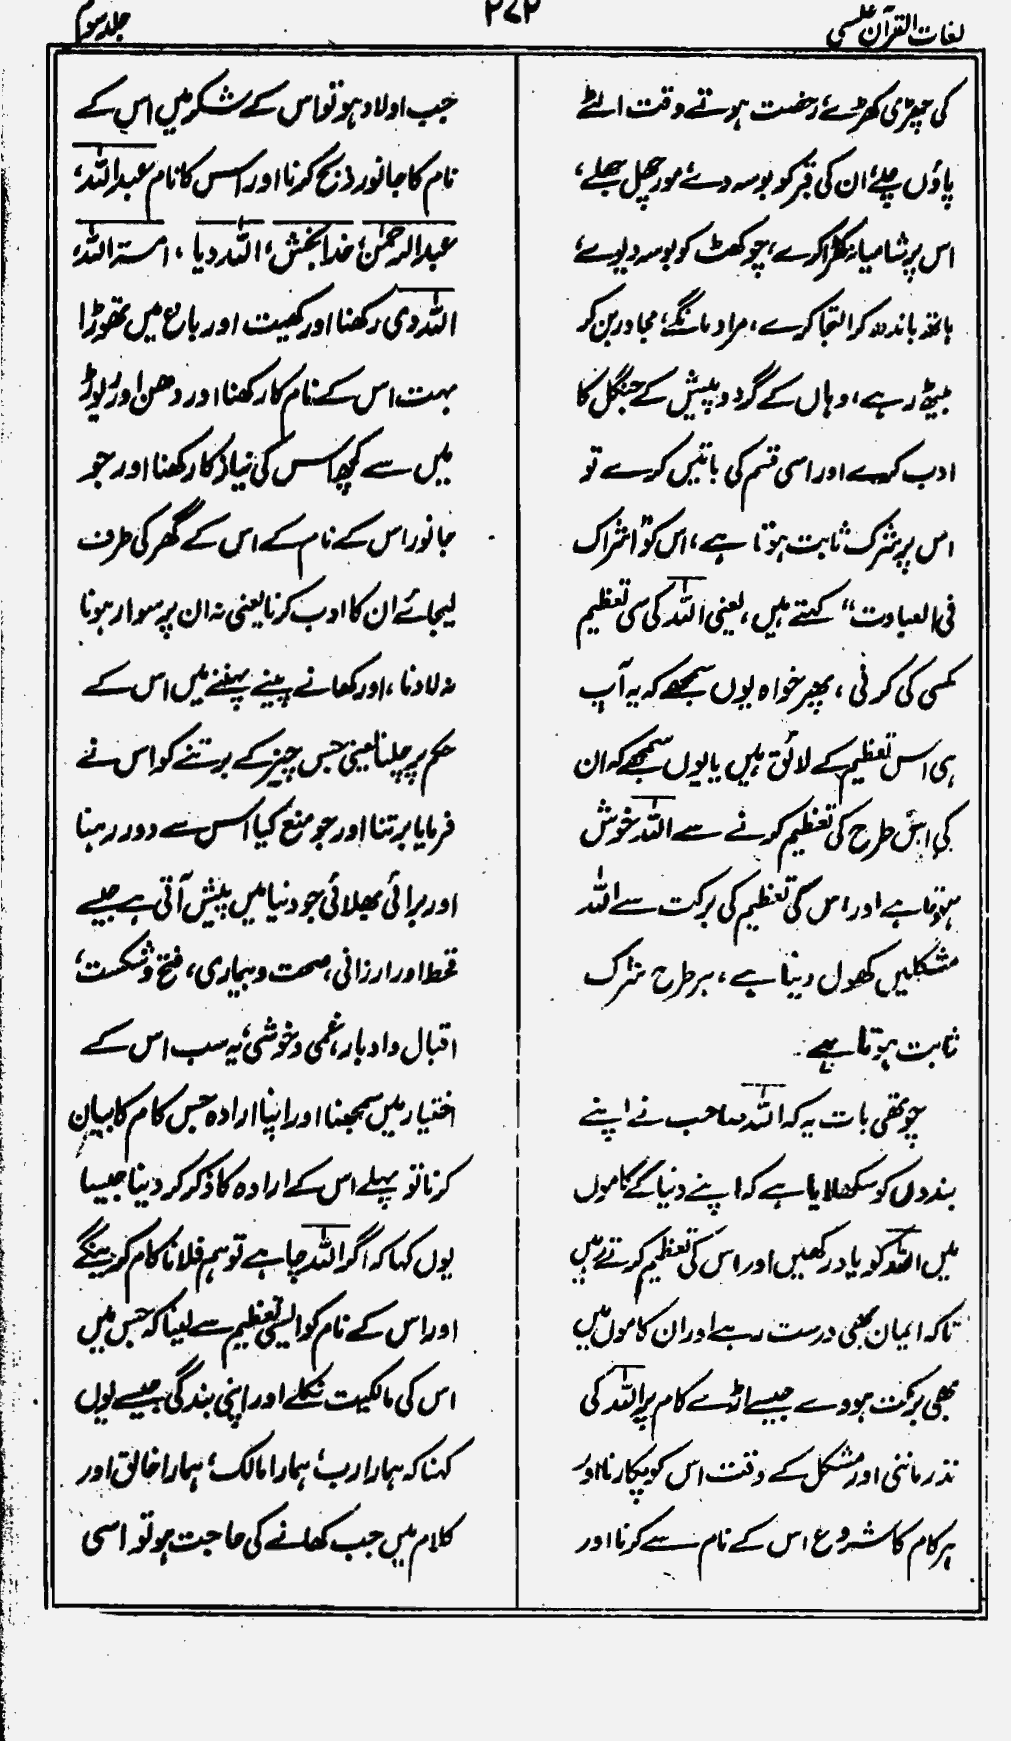 لغات القرآن عکسی
۲۷۲
جلد سوم
کی چھڑی کھڑے، رخصت ہوتے وقت الٹے
پاؤں چلے، ان کی قبر کو بوسہ دے، مورچھل جھلے،
اس پر شامیانہ کھڑا کرے، چوکھٹ کو بوسہ دیوے،
ہاتھ باندھ کر التجا کرے، مراد مانگے، مجاور بن کر
بیٹھ رہے، وہاں کے گرد و پیش کے جنگل کا
ادب کرے اور اسی قسم کی باتیں کرے تو
اس پر شرک ثابت ہوتا ہے، اس کو "اشراک
فی العبادت" کہتے ہیں، یعنی اللہ کی سی تعظیم
کسی کی کرنی، پھر خواہ یوں سمجھے کہ یہ آپ
ہی اس تعظیم کے لائق ہیں یا یوں سمجھے کہ ان
کی اس طرح کی تعظیم کرنے سے اللہ خوش
ہوتا ہے اور اس کی تعظیم کی برکت سے اللہ
مشکلیں کھول دیتا ہے، ہر طرح شرک
ثابت ہوتا ہے۔
چوتھی بات یہ کہ اللہ صاحب نے اپنے
بندوں کو سکھلایا ہے کہ اپنے دنیا کے کاموں
میں اللہ کو یاد رکھیں اور اس کی تعظیم کرتے رہیں
تاکہ ایمان بھی درست رہے اور ان کاموں میں
بھی برکت ہووے جیسے اڑے کام پر اللہ کی
نذر ماننی اور مشکل کے وقت اس کو پکارنا اور
ہر کام کا شروع اس کے نام سے کرنا اور
جب اولاد ہو تو اس کے شکر میں اس کے
نام کا جانور ذبح کرنا اور اس کا نام عبد اللہ،
عبد الرحمٰن، خدا بخش، اللہ دیا، امتہ اللہ،
اللہ دی رکھنا اور کھیت اور باغ میں تھوڑا
بہت اس کے نام کا رکھنا اور دھن اور ریوڑ
میں سے کچھ اس کی نیاز کا رکھنا اور جو
جانور اس کے نام کے اس کے گھر کی طرف
لیجائے ان کا ادب کرنا یعنی نہ ان پر سوار ہونا
نہ لادنا، اور کھانے پینے پہننے میں اس کے
حکم پر چلنا یعنی جس چیز کے برتنے کو اس نے
فرمایا برتنا اور جو منع کیا اس سے دور رہنا
اور برائی بھلائی جو دنیا میں پیش آتی ہے جیسے
قحط اور ارزانی، صحت و بیماری، فتح و شکست،
اقبال و ادبار، غمی و خوشی، یہ سب اس کے
اختیار میں سمجھنا اور اپنا ارادہ جس کام کا بیان
کرنا تو پہلے اس کے ارادہ کا ذکر کر دینا جیسا
یوں کہا کہ اگر اللہ چاہے تو ہم فلانا کام کرینگے
اور اس کے نام کو ایسی تعظیم سے لینا کہ جس میں
اس کی مالکیت نکلے اور اپنی بندگی جیسے یوں
کہنا کہ ہمارا رب، ہمارا مالک، ہمارا خالق اور
کلام میں جب کھانے کی حاجت ہو تو اسی